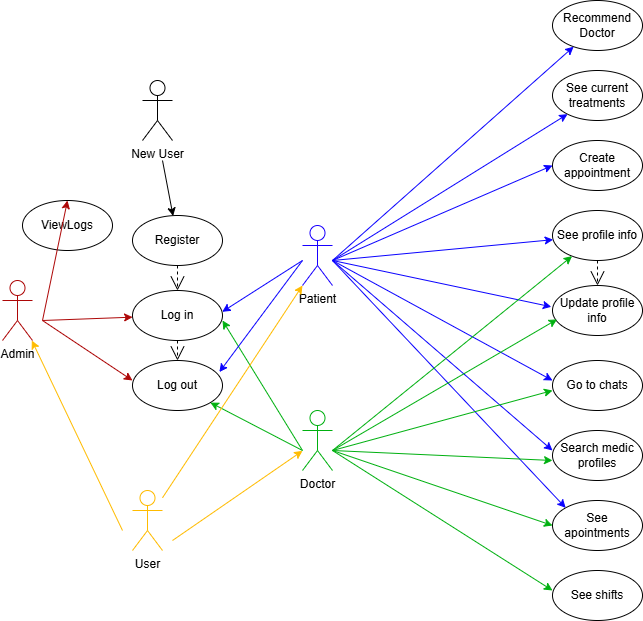 Recommend
Doctor
See current
treatments
New User
Create
appointment
ViewLogs
Register
See profile info
Patient
Update profile
info
Log in
Admin
Log out
Go to chats
Search medic
profiles
Doctor
See
apointments
User
See shifts